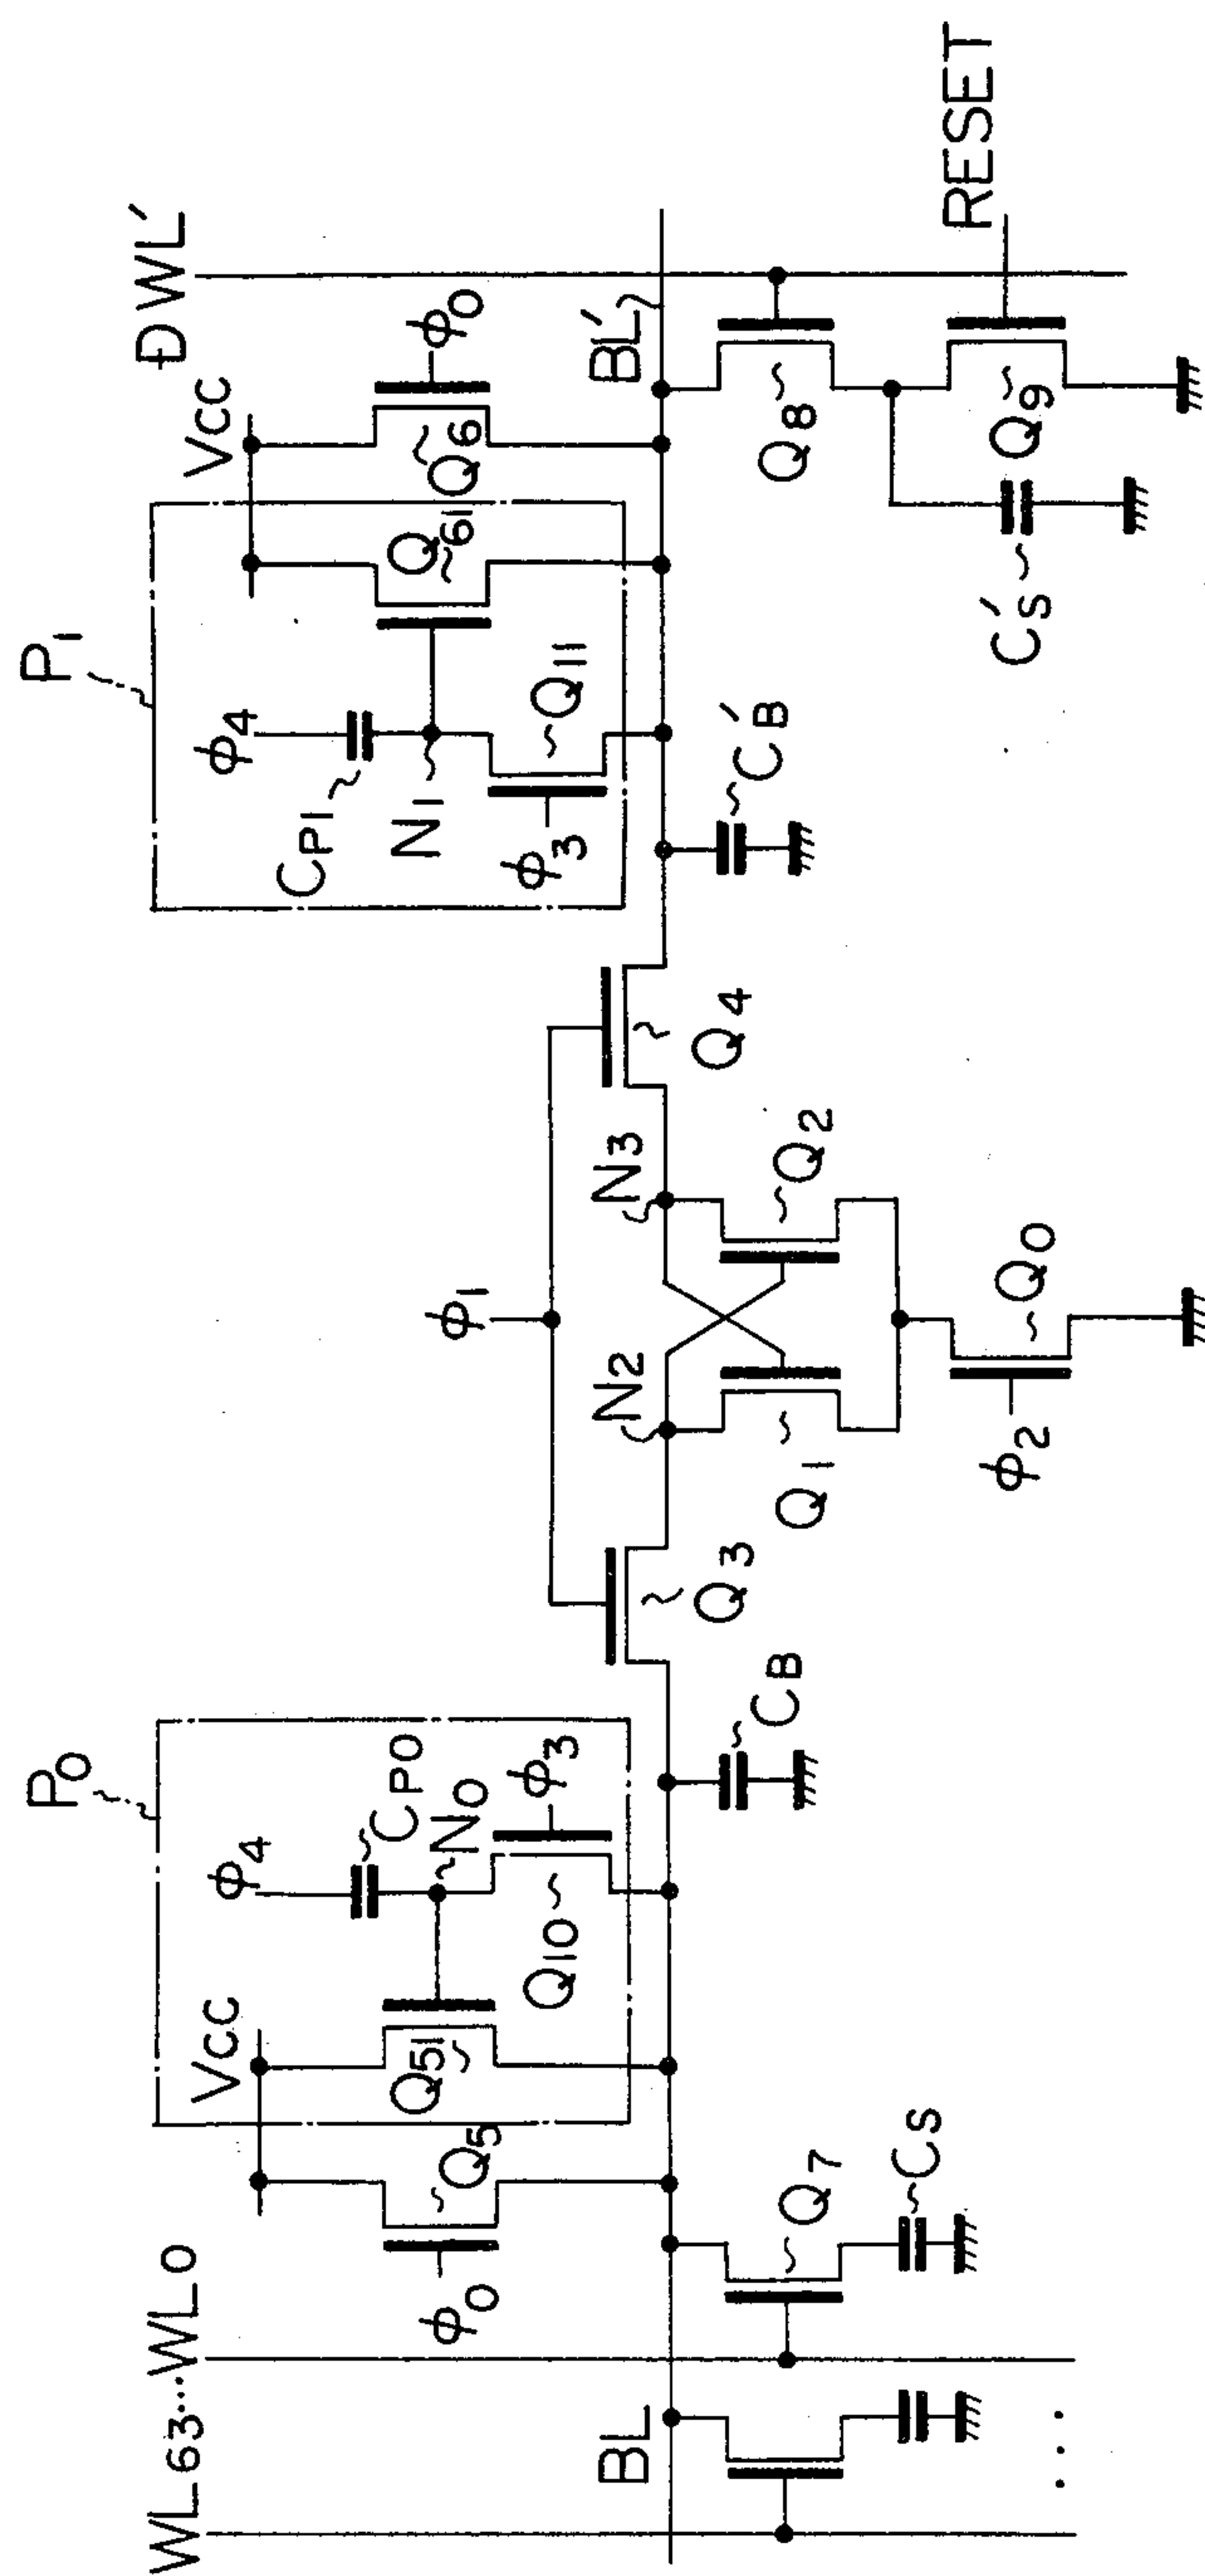 WL63...WL0
BL
φ0
Q5
VCC
P0
Q51
φ4
CP0
N0
Q10
φ3
Q7
CS
CB
Q3
φ1
N2
N3
Q1
Q2
φ2
Q0
Q4
P1
φ4
CP1
N1
φ3
Q11
Q61
VCC
Q6
φ0
C'B
BL'
DWL'
Q8
Q9
C'S
RESET